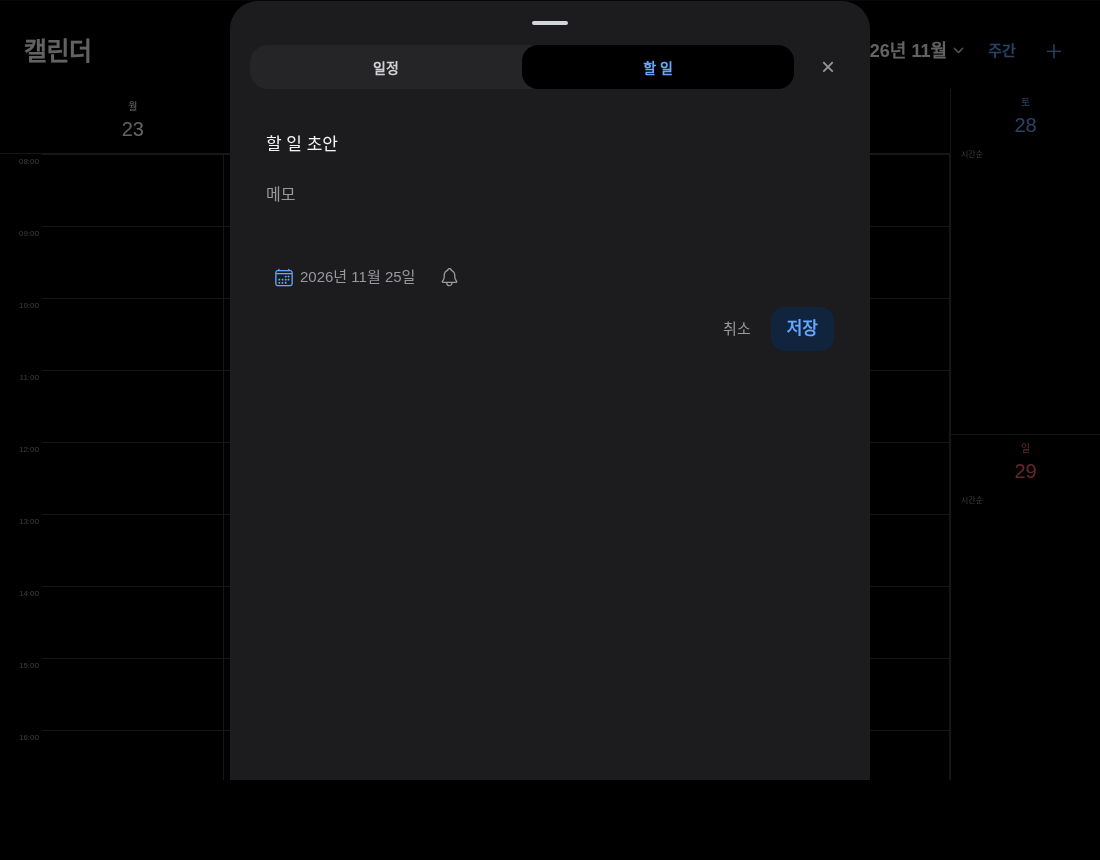 캘린더
26년 11월
주간
월
23
토
28
시간순
일
29
시간순
08:00
09:00
10:00
11:00
12:00
13:00
14:00
15:00
16:00
일정
할 일
할 일 초안
메모
2026년 11월 25일
취소
저장